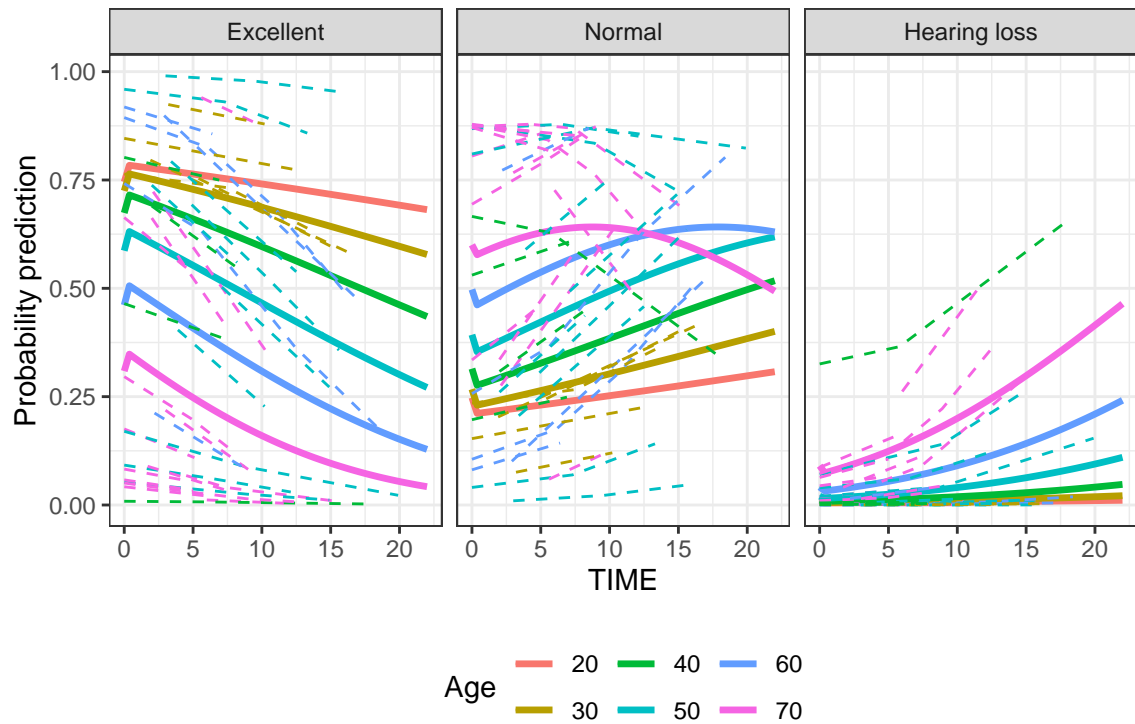 Excellent Normal Hearing loss
1.00
0.75
0.50
0.25
0.00
Probability prediction
0 5 10 15 20 0 5 10 15 20 0 5 10 15 20
TIME
Age
20 40 60
30 50 70